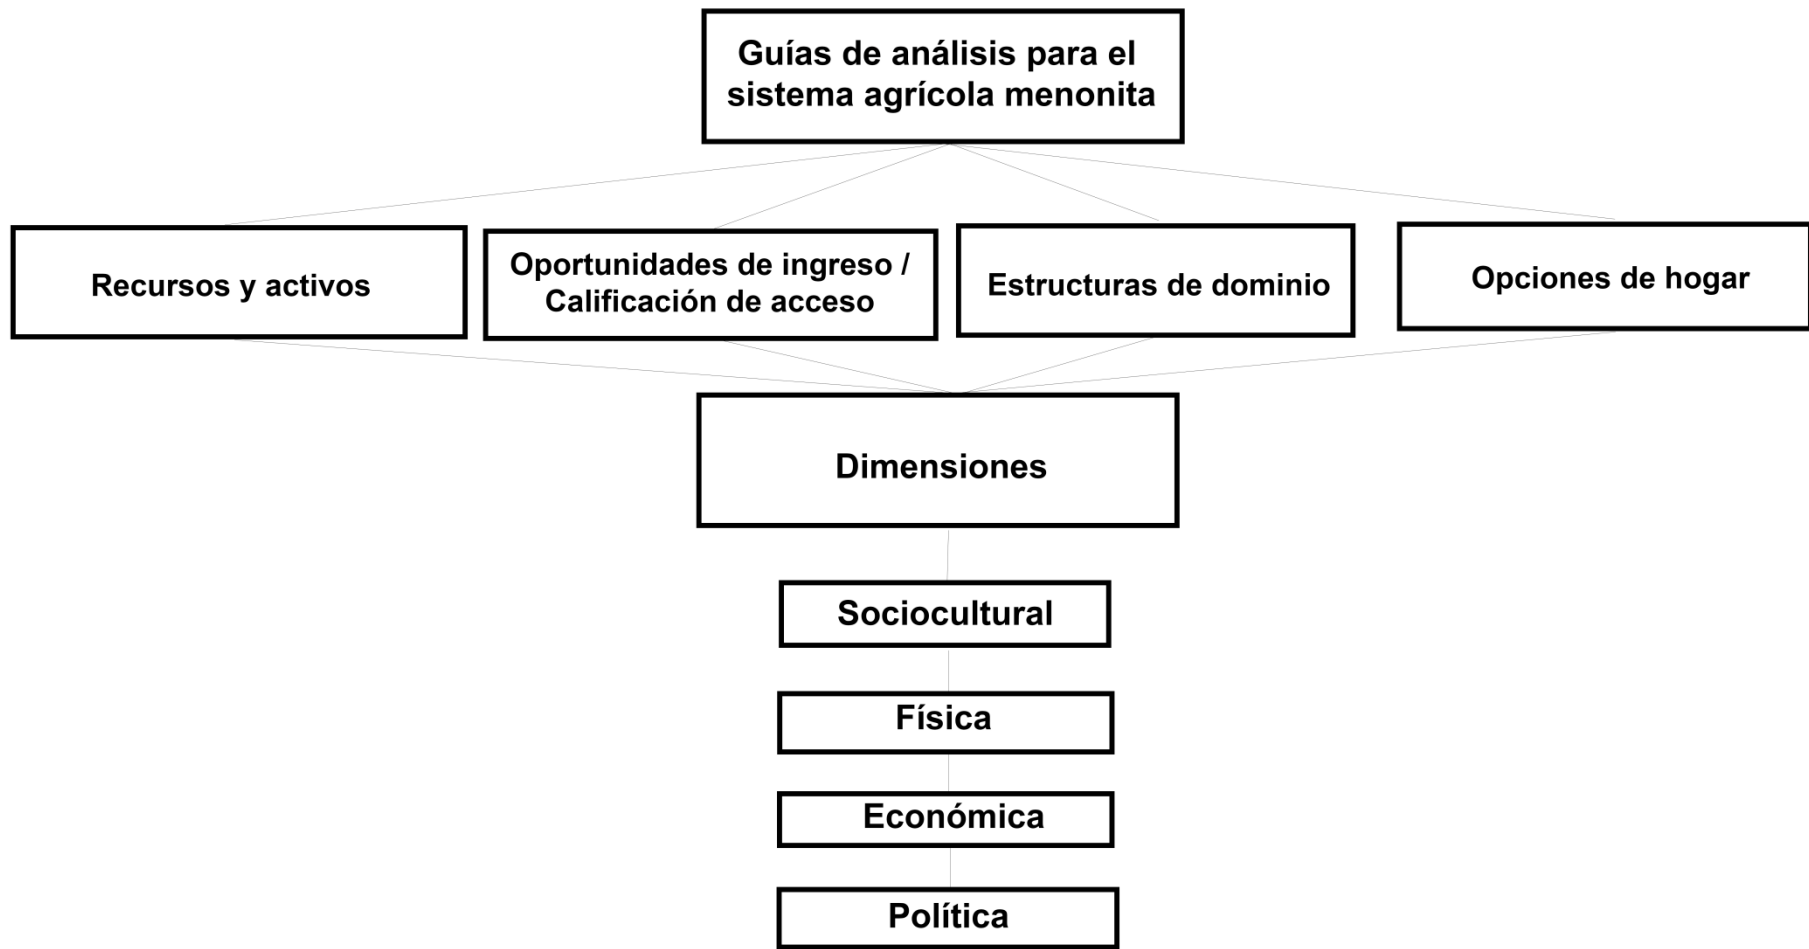 Guías de análisis para el
sistema agrícola menonita
Recursos y activos
Oportunidades de ingreso /
Calificación de acceso
Estructuras de dominio
Opciones de hogar
Dimensiones
Sociocultural
Física
Económica
Política